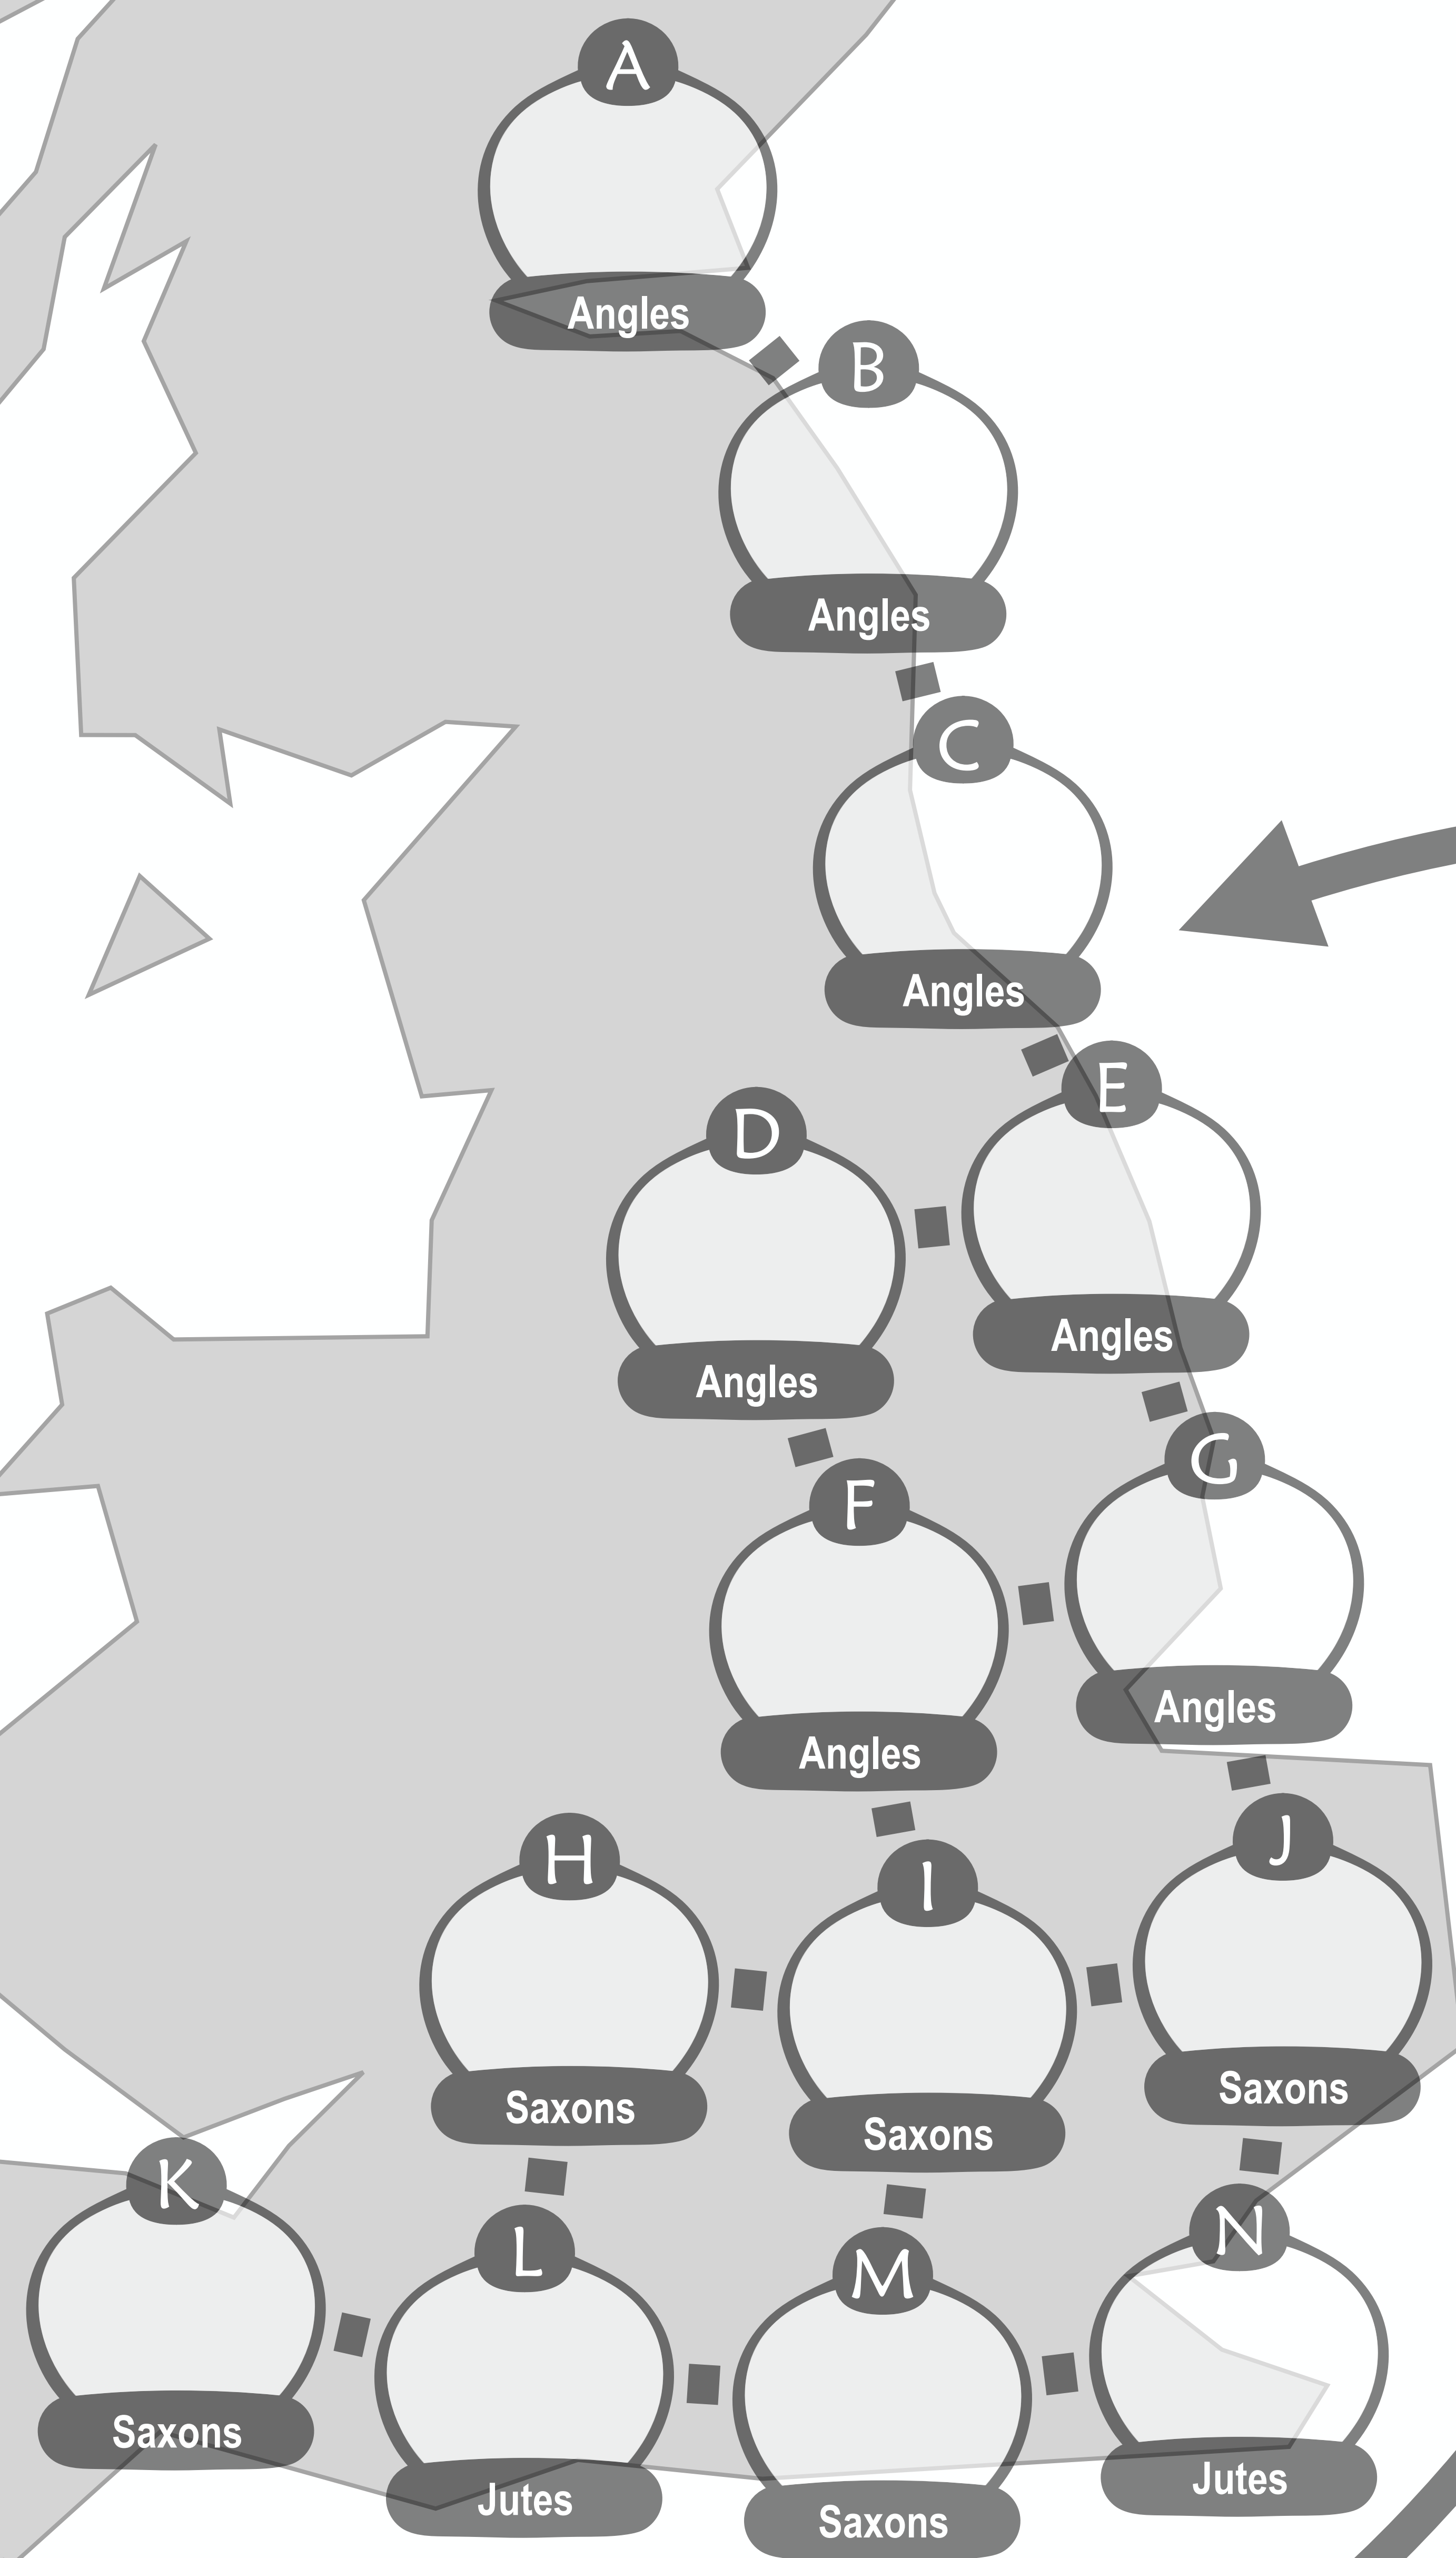 A
Angles
B
Angles
C
Angles
D
Angles
E
Angles
F
Angles
G
Angles
H
Saxons
I
Saxons
J
Saxons
K
Saxons
L
Jutes
M
Saxons
N
Jutes